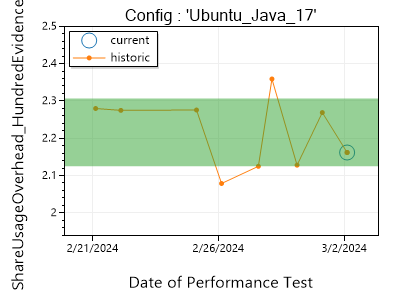 Config : 'Ubuntu_Java_17'
ShareUsageOverhead_HundredEvidence
2.5
2.4
2.3
2.2
2.1
2
current
historic
2/21/2024
2/26/2024
3/2/2024
Date of Performance Test